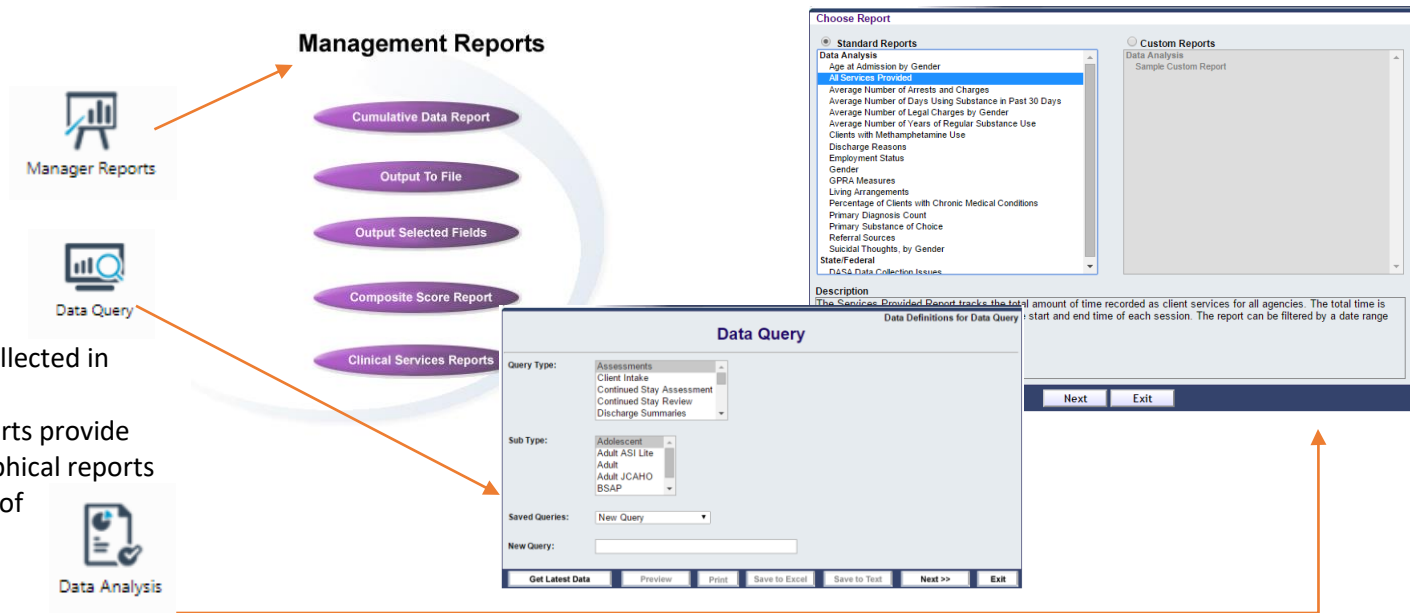 Management Reports
Manager Reports
Cumulative Data Report
Output To File
Output Selected Fields
Composite Score Report
Clinical Services Reports
Data Query
llected in
rts provide
phical reports
of
Data Analysis
Choose Report
Standard Reports
Data Analysis
Age at Admission by Gender
All Services Provided
Average Number of Arrests and Charges
Average Number of Days Using Substance in Past 30 Days
Average Number of Legal Charges by Gender
Average Number of Years of Regular Substance Use
Clients with Methamphetamine Use
Discharge Reasons
Employment Status
Gender
GPRA Measures
Living Arrangements
Percentage of Clients with Chronic Medical Conditions
Primary Diagnosis Count
Primary Substance of Choice
Referral Sources
Suicidal Thoughts, by Gender
State/Federal
DASA Data Collection Issues
Custom Reports
Data Analysis
Sample Custom Report
Description
The Services Provided Report tracks the total amount of time recorded as client services for all agencies. The total time is
start and end time of each session. The report can be filtered by a date range
Next Exit
Data Definitions for Data Query
Data Query
Query Type:
Assessments
Client Intake
Continued Stay Assessment
Continued Stay Review
Discharge Summaries
Sub Type:
Adolescent
Adult ASI Lite
Adult
Adult JCAHO
BSAP
Saved Queries: New Query
New Query:
Get Latest Data Preview Print Save to Excel Save to Text Next >> Exit